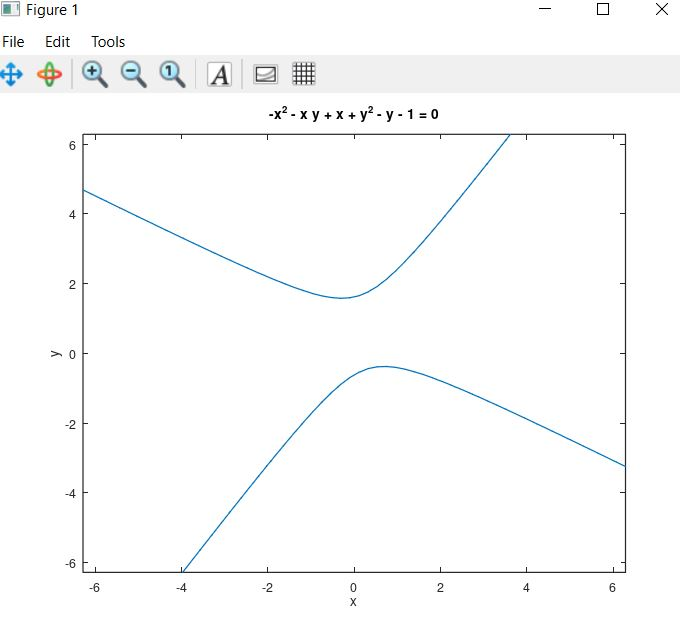 Figure 1
File Edit Tools
1 A
-x² - x y + x + y² - y - 1 = 0
6
4
2
0
-2
-4
-6
y
-6 -4 -2 0 2 4 6
x